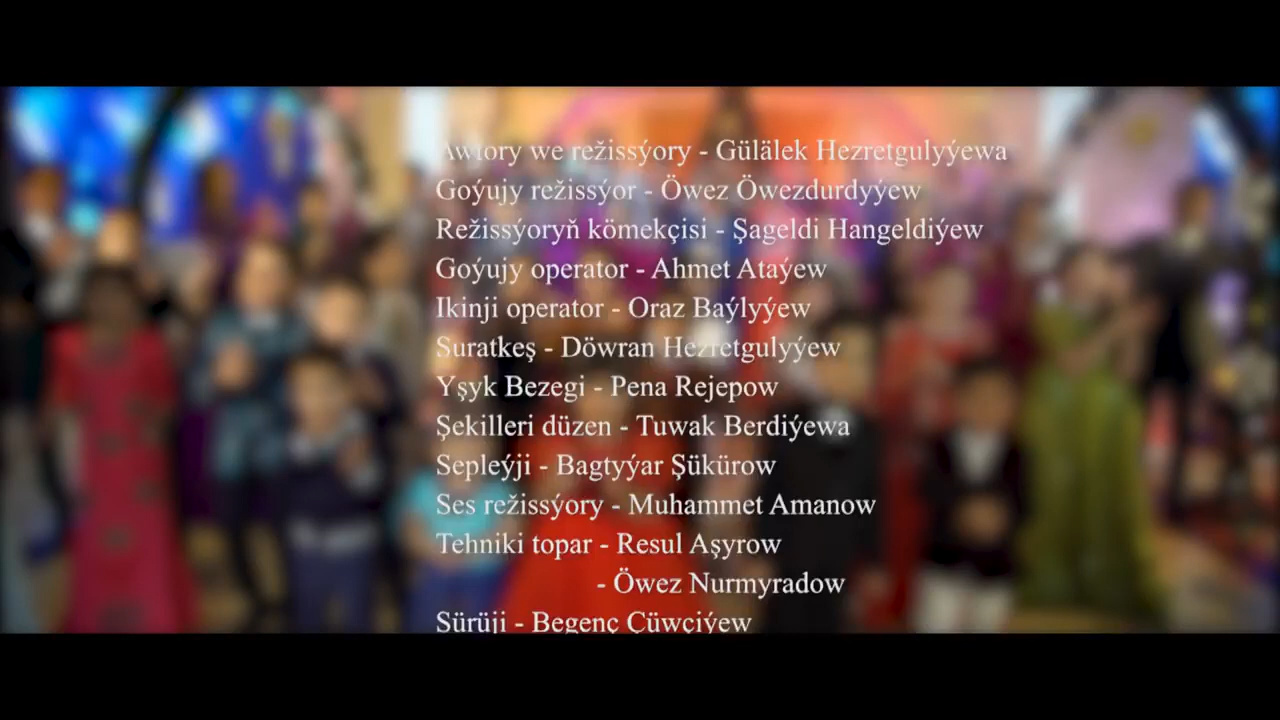 Awtory we režissýory - Gülälek Hezretgulyýewa
Goýujy režissýor - Öwez Öwezdurdyýew
Režissýoryň kömekçisi - Şageldi Hangeldiýew
Goýujy operator - Ahmet Ataýew
Ikinji operator - Oraz Baýlyýew
Suratkeş - Döwran Hezretgulyýew
Yşyk Bezegi - Pena Rejepow
Şekilleri düzen - Tuwak Berdiýewa
Sepleýji - Bagtyýar Şükürow
Ses režissýory - Muhammet Amanow
Tehniki topar - Resul Aşyrow
- Öwez Nurmyradow
Sürüji - Begenç Çüwçiýew